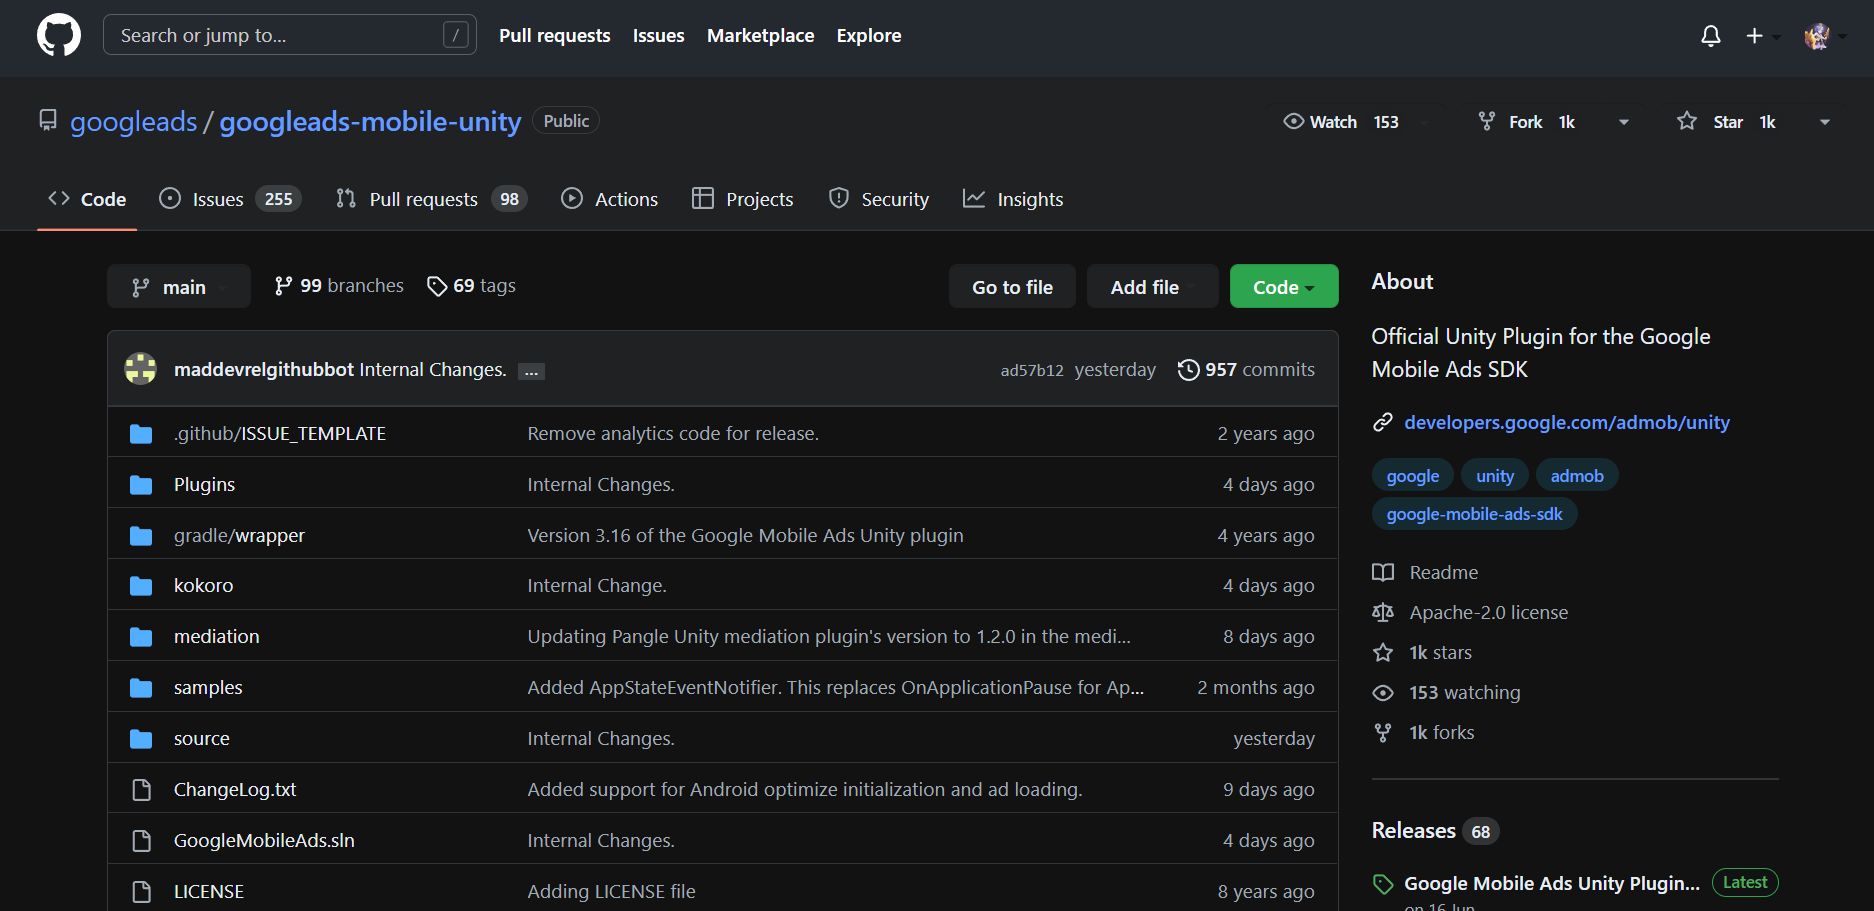 Search or jump to... /
Pull requests Issues Marketplace Explore
googleads / googleads-mobile-unity Public
Watch 153 Fork 1k Star 1k
Code Issues 255 Pull requests 98 Actions Projects Security Insights
main 99 branches 69 tags
Go to file Add file Code
maddevrelgithubbot Internal Changes. ... ad57b12 yesterday 957 commits
.github/ISSUE_TEMPLATE Remove analytics code for release. 2 years ago
Plugins Internal Changes. 4 days ago
gradle/wrapper Version 3.16 of the Google Mobile Ads Unity plugin 4 years ago
kokoro Internal Change. 4 days ago
mediation Updating Pangle Unity mediation plugin's version to 1.2.0 in the medi... 8 days ago
samples Added AppStateEventNotifier. This replaces OnApplicationPause for Ap... 2 months ago
source Internal Changes. yesterday
ChangeLog.txt Added support for Android optimize initialization and ad loading. 9 days ago
GoogleMobileAds.sln Internal Changes. 4 days ago
LICENSE Adding LICENSE file 8 years ago
About
Official Unity Plugin for the Google
Mobile Ads SDK
developers.google.com/admob/unity
google unity admob
google-mobile-ads-sdk
Readme
Apache-2.0 license
1k stars
153 watching
1k forks
Releases 68
Google Mobile Ads Unity Plugin... Latest
on 16 Jun